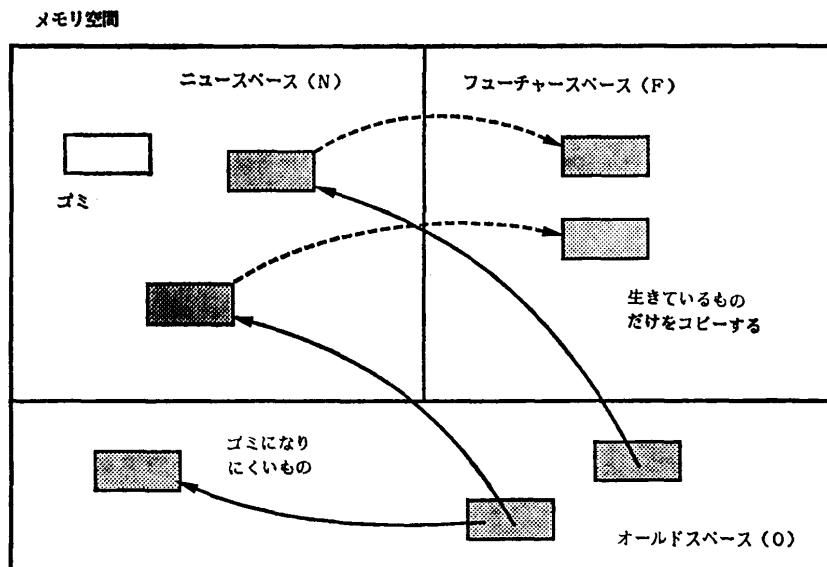 メモリ空間
ニュースペース（N）
フューチャースペース（F）
ゴミ
生きているもの
だけをコピーする
ゴミになり
にくいもの
オールドスペース（O）